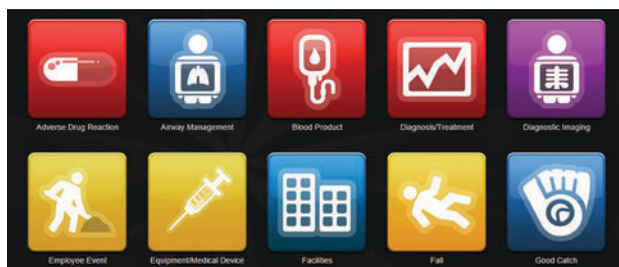 Adverse Drug Reaction
Airway Management
Blood Product
Diagnosis/Treatment
Diagnostic Imaging
Employee Event
Equipment/Medical Device
Facilities
Fall
Good Catch